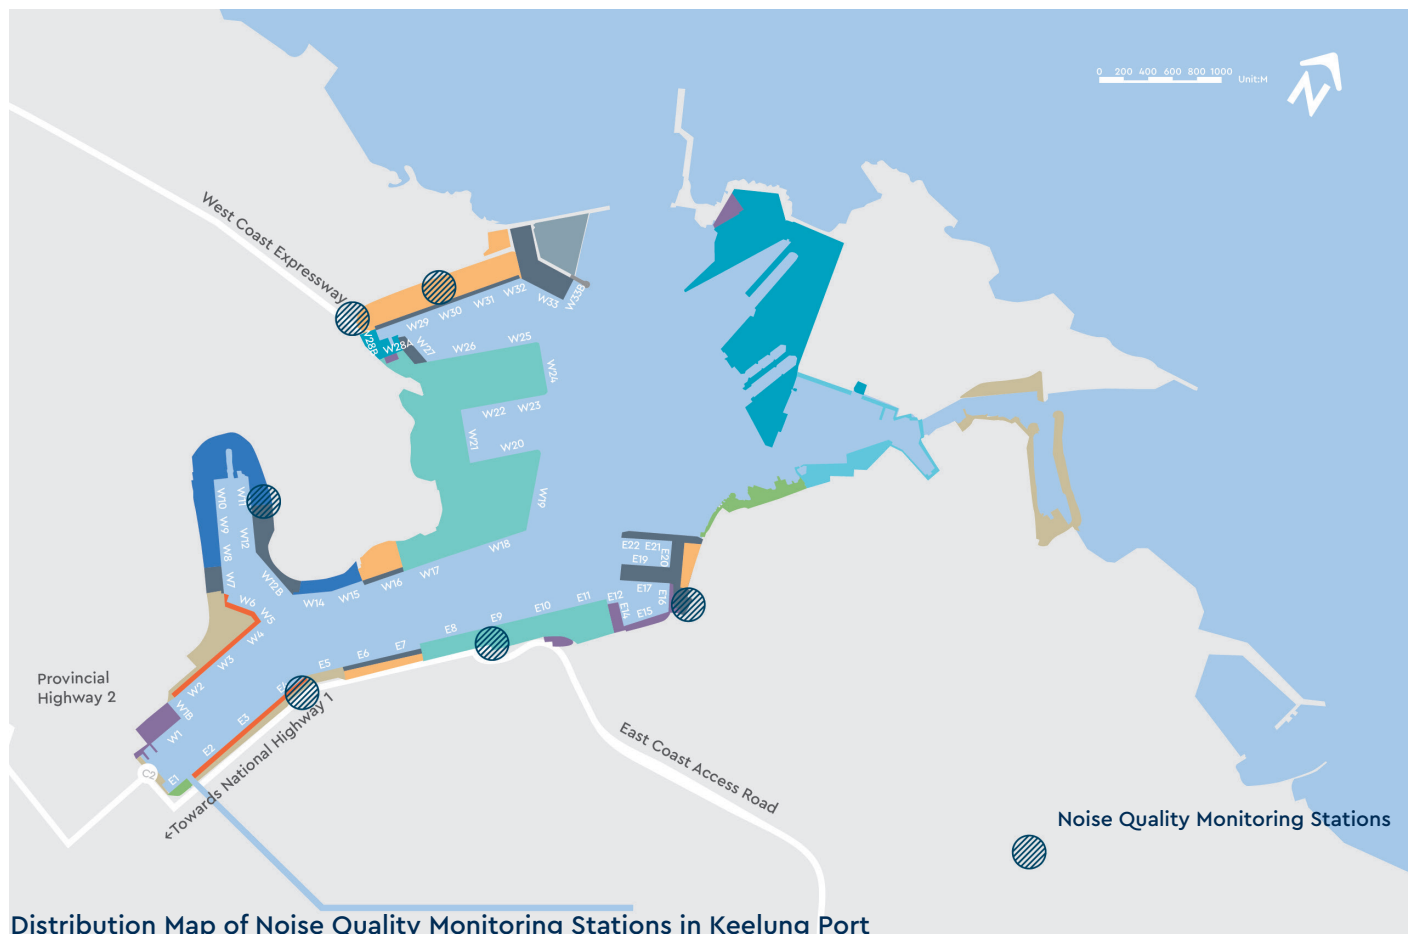 0 200 400 600 800 1000 Unit:M
N
West Coast Expressway
W32
W33
W33B
W31
W30
W29
W28B
W28A
W27
W26
W25
W24
W23
W22
W21
W20
W19
W18
W17
W16
W15
W14
W12B
W12
W11
W10
W9
W8
W7
W6
W5
W4
W3
W2
W1B
W1
E22
E21
E20
E19
E17
E16
E15
E14
E12
E11
E10
E9
E8
E7
E6
E5
E4
E3
E2
E1
C2
Provincial
Highway 2
←Towards National Highway 1
East Coast Access Road
Noise Quality Monitoring Stations
Distribution Map of Noise Quality Monitoring Stations in Keelung Port